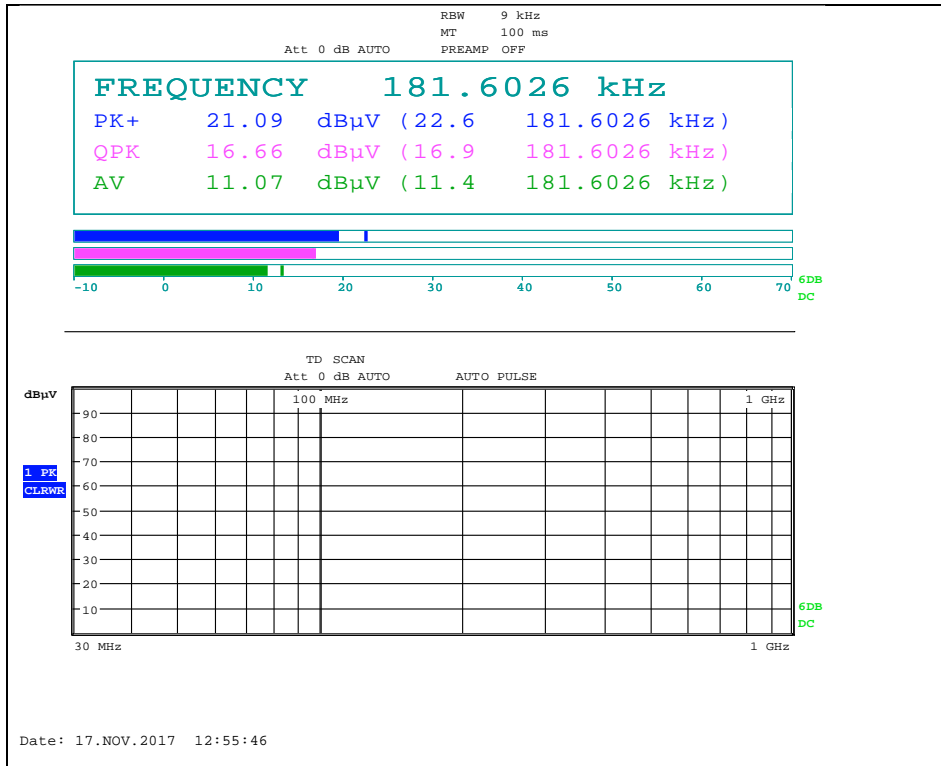 RBW 9 kHz
MT 100 ms
Att 0 dB AUTO PREAMP OFF
FREQUENCY 181.6026 kHz
PK+ 21.09 dBµV (22.6 181.6026 kHz)
QPK 16.66 dBµV (16.9 181.6026 kHz)
AV 11.07 dBµV (11.4 181.6026 kHz)
-10 0 10 20 30 40 50 60 70
6DB
DC
TD SCAN
Att 0 dB AUTO AUTO PULSE
dBµV
100 MHz 1 GHz
90
80
70
1 PK
CLRWR
60
50
40
30
20
10
6DB
DC
30 MHz 1 GHz
Date: 17.NOV.2017 12:55:46